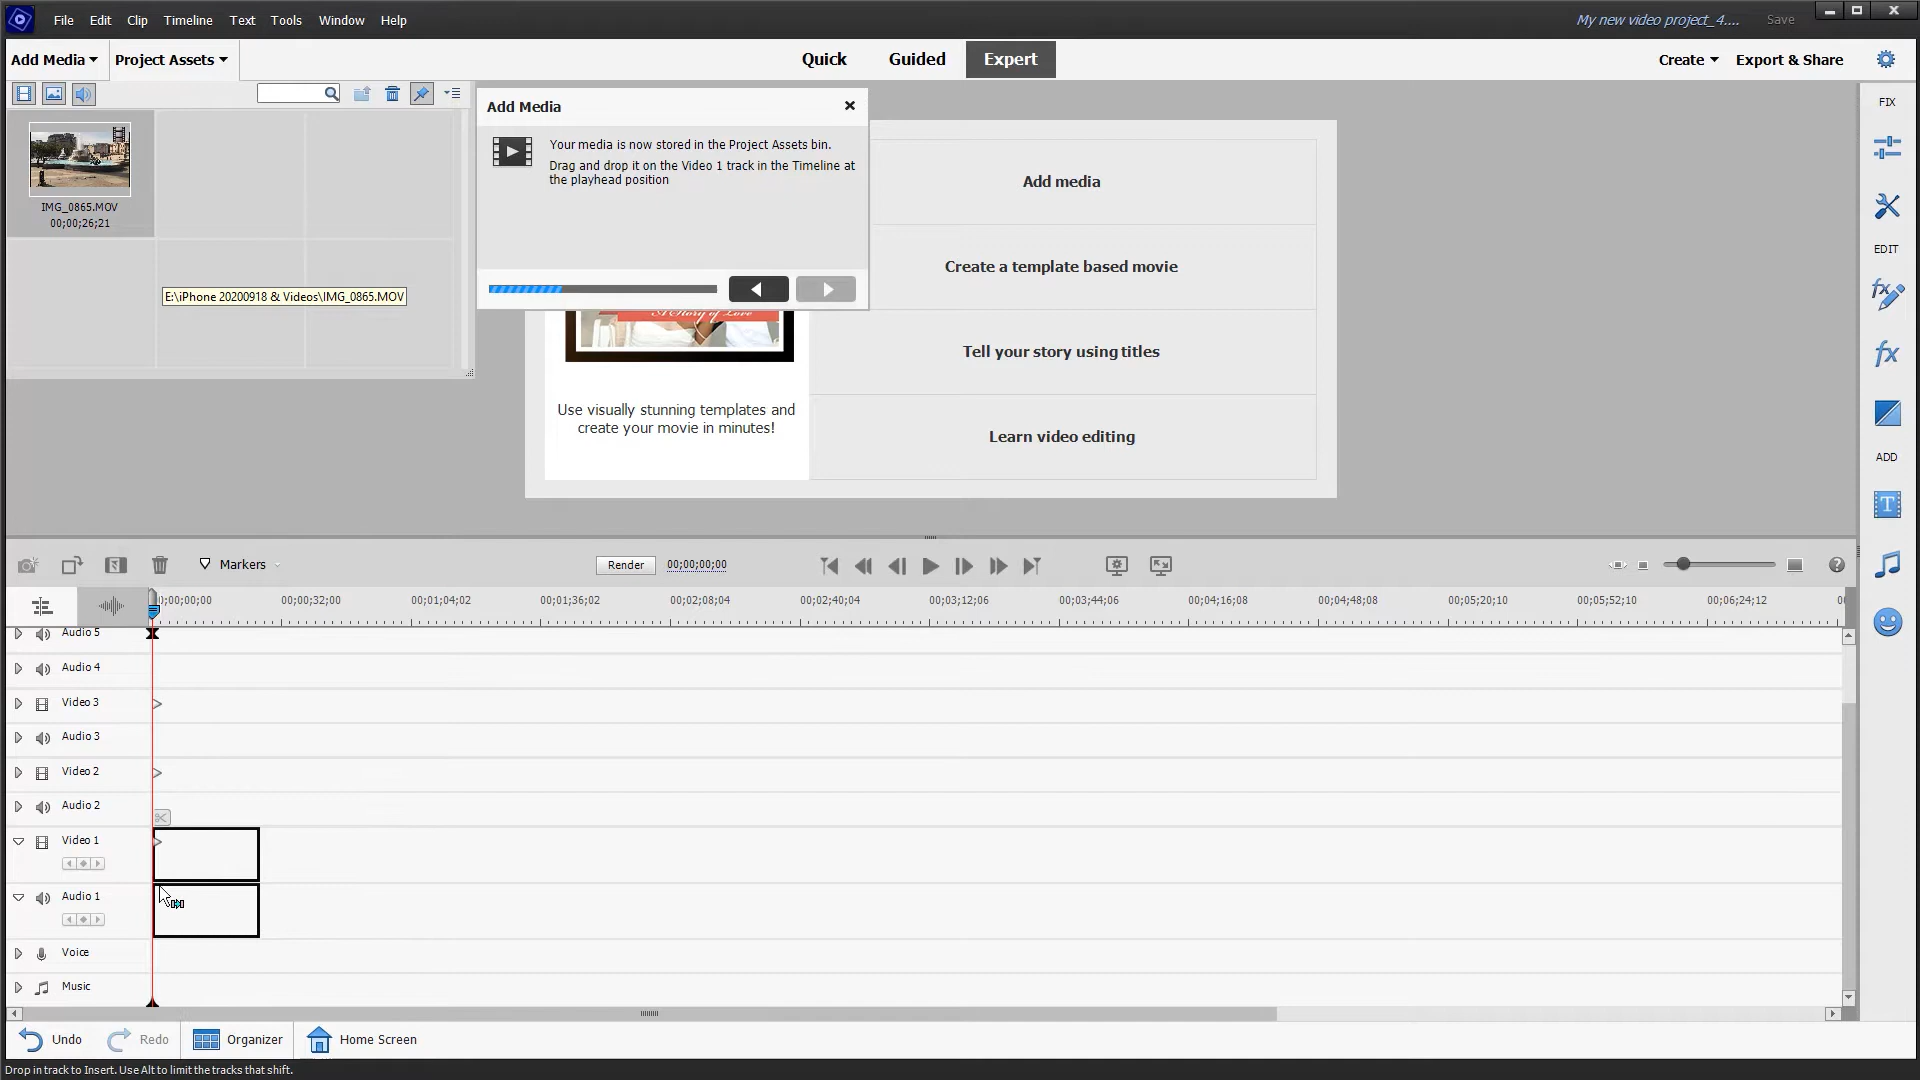 File Edit Clip Timeline Text Tools Window Help
My new video project_4.... Save
Add Media Project Assets
Quick Guided Expert
Create Export & Share
IMG_0865.MOV
00;00;26;21
E:\iPhone 20200918 & Videos\IMG_0865.MOV
Add Media
Your media is now stored in the Project Assets bin.
Drag and drop it on the Video 1 track in the Timeline at
the playhead position
A Story of Love
Use visually stunning templates and
create your movie in minutes!
Add media
Create a template based movie
Tell your story using titles
Learn video editing
FIX
EDIT
fx
ADD
T
Markers
Render
00;00;00;00
;00;00;00 00;00;32;00 00;01;04;02 00;01;36;02 00;02;08;04 00;02;40;04 00;03;12;06 00;03;44;06 00;04;16;08 00;04;48;08 00;05;20;10 00;05;52;10 00;06;24;12
Audio 5
Audio 4
Video 3
Audio 3
Video 2
Audio 2
Video 1
Audio 1
Voice
Music
Undo Redo Organizer Home Screen
Drop in track to Insert. Use Alt to limit the tracks that shift.